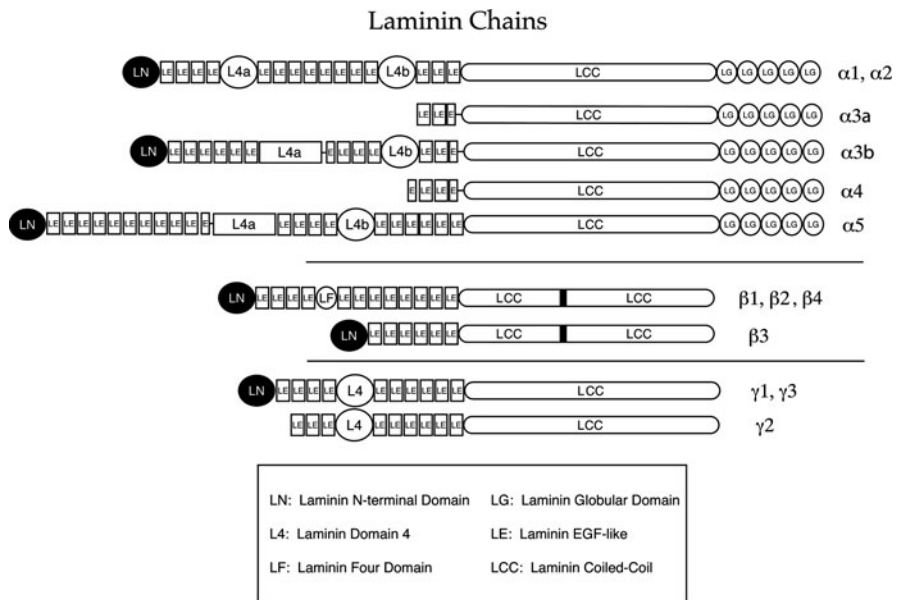 Laminin Chains
LN LE LE LE LE L4a LE LE LE LE LE LE LE LE L4b LE LE LE LCC LG LG LG LG LG α1, α2
LE LE E LCC LG LG LG LG LG α3a
LN LE LE LE LE LE LE L4a E LE LE LE L4b LE LE E LCC LG LG LG LG LG α3b
E LE LE E LCC LG LG LG LG LG α4
LN LE LE LE LE LE LE LE LE LE LE E L4a LE LE LE LE L4b LE LE LE LE LE LE LCC LG LG LG LG LG α5
LN LE LE LE LE LF LE LE LE LE LE LE LE LE LCC LCC β1, β2, β4
LN LE LE LE LE LE LE LCC LCC β3
LN LE LE LE LE L4 LE LE LE LE LE LE LCC γ1, γ3
LE LE LE L4 LE LE LE LE LE LE LCC γ2
LN: Laminin N-terminal Domain LG: Laminin Globular Domain
L4: Laminin Domain 4 LE: Laminin EGF-like
LF: Laminin Four Domain LCC: Laminin Coiled-Coil